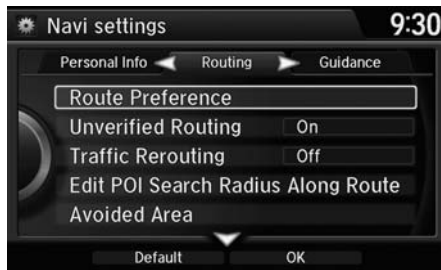 Navi settings 9:30
Personal Info Routing Guidance
Route Preference
Unverified Routing On
Traffic Rerouting Off
Edit POI Search Radius Along Route
Avoided Area
Default OK